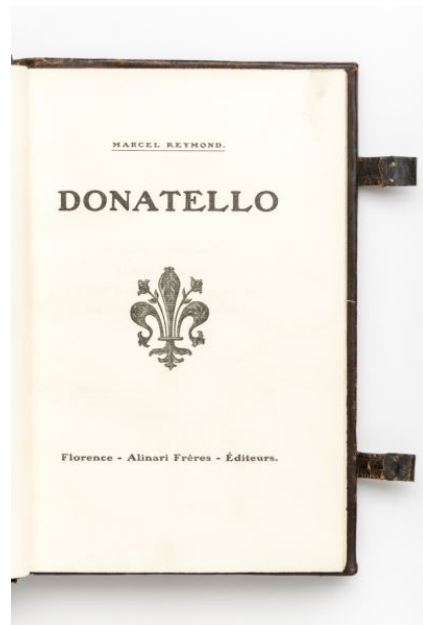 MARCEL REYMOND.
DONATELLO
Florence - Alinari Frères - Éditeurs.